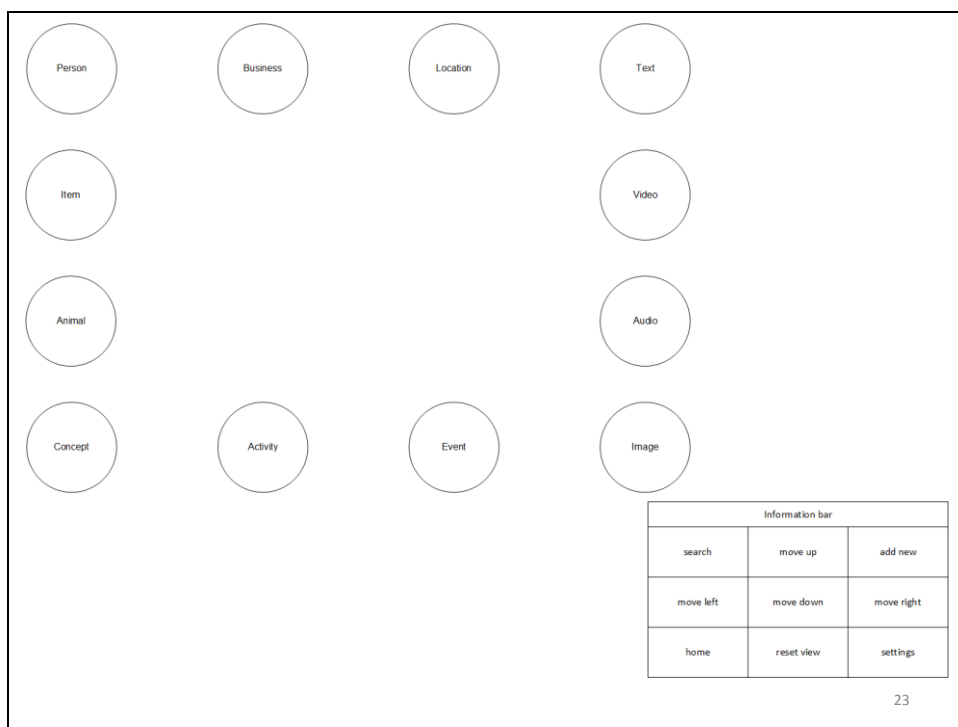 Person Business Location Text
Item Video
Animal Audio
Concept Activity Event Image
Information bar
search move up add new
move left move down move right
home reset view settings
23